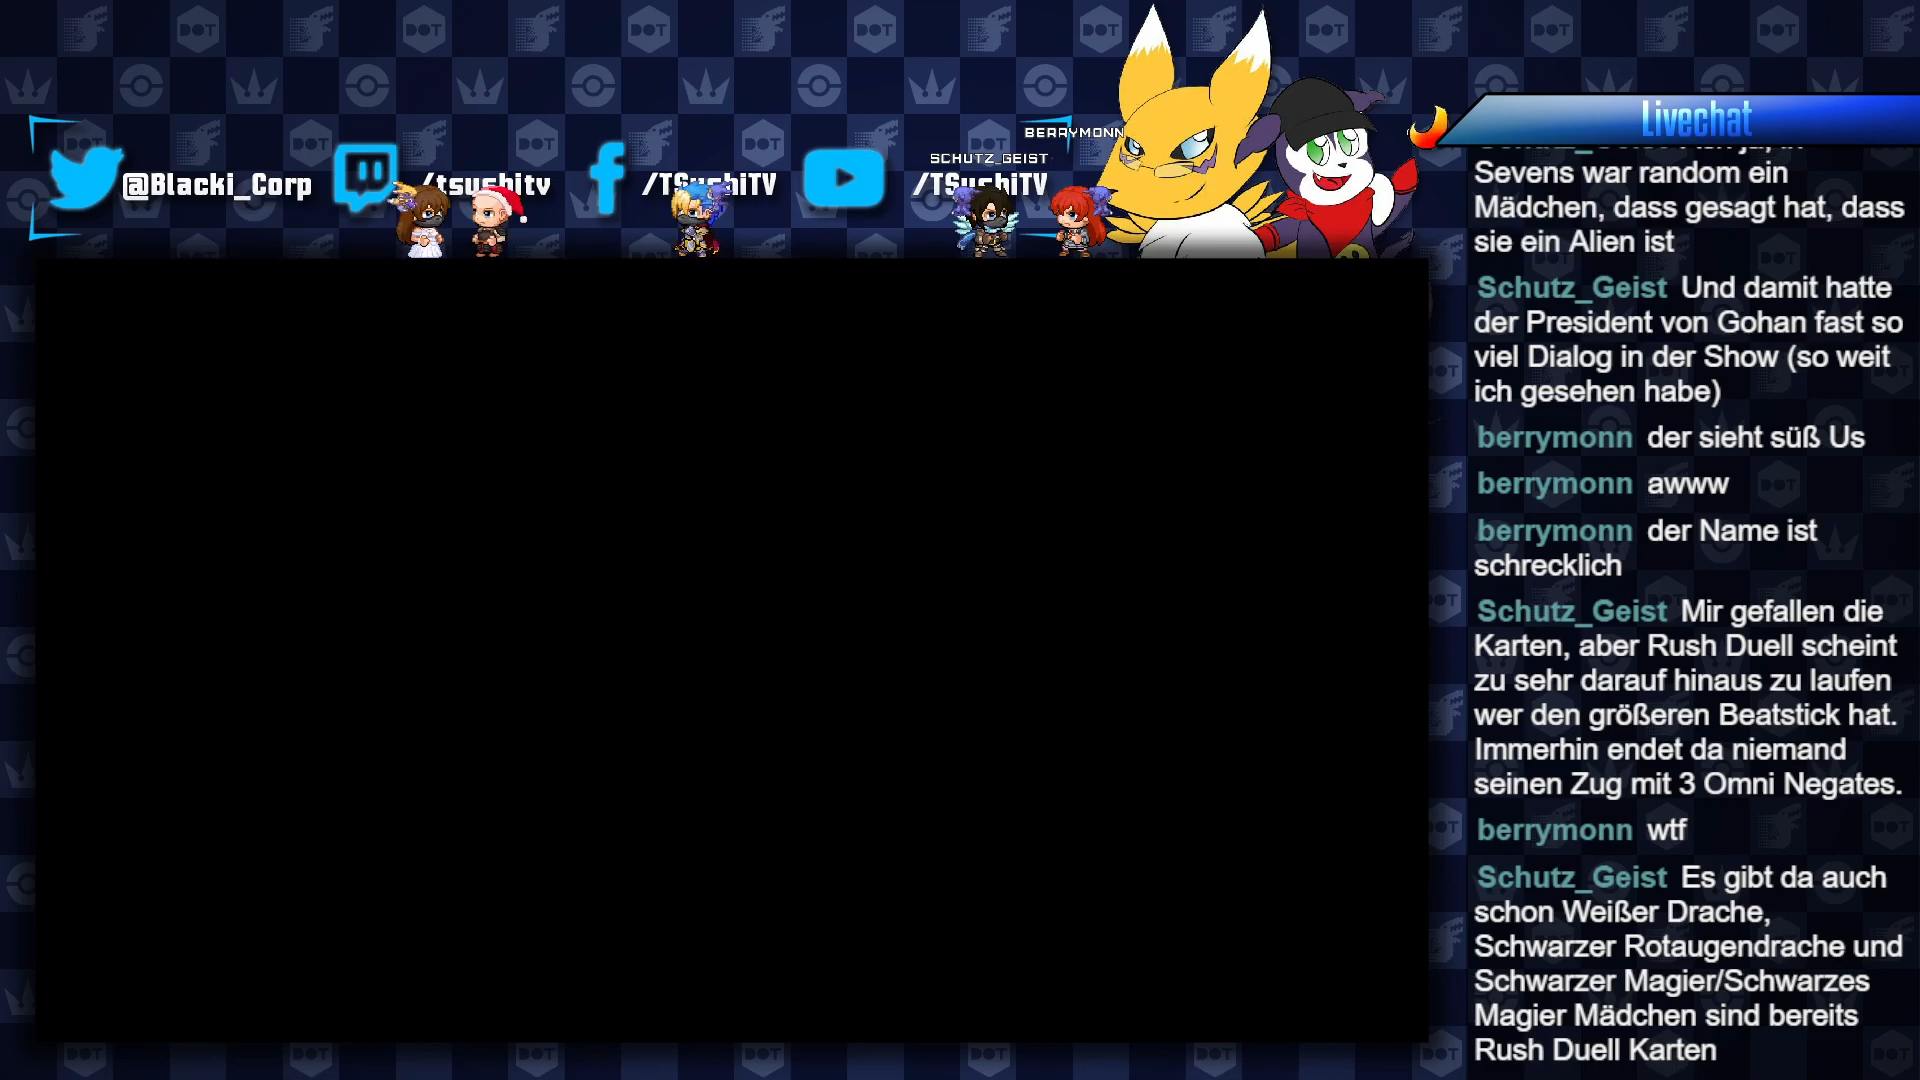 BERRYMONN
SCHUTZ_GEIST
@Blacki_Corp
/tsushitv
/TSushiTV
/TSushiTV
Livechat
Sevens war random ein
Mädchen, dass gesagt hat, dass
sie ein Alien ist
Schutz_Geist Und damit hatte
der President von Gohan fast so
viel Dialog in der Show (so weit
ich gesehen habe)
berrymonn der sieht süß Us
berrymonn awww
berrymonn der Name ist
schrecklich
Schutz_Geist Mir gefallen die
Karten, aber Rush Duell scheint
zu sehr darauf hinaus zu laufen
wer den größeren Beatstick hat.
Immerhin endet da niemand
seinen Zug mit 3 Omni Negates.
berrymonn wtf
Schutz_Geist Es gibt da auch
schon Weißer Drache,
Schwarzer Rotaugendrache und
Schwarzer Magier/Schwarzes
Magier Mädchen sind bereits
Rush Duell Karten